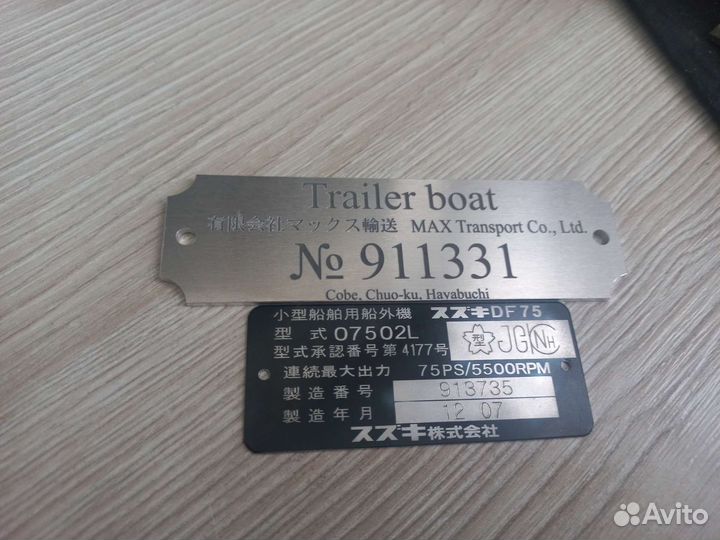 Trailer boat
有限会社マックス輸送 MAX Transport Co., Ltd.
№ 911331
Cobe, Chuo-ku, Hayabuchi
小型船舶用船外機 スズキDF75
型式 07502L
型 JG NH
型式承認番号第4177号
連続最大出力 75PS/5500RPM
製造番号 913735
製造年月 12 07
スズキ株式会社
Avito